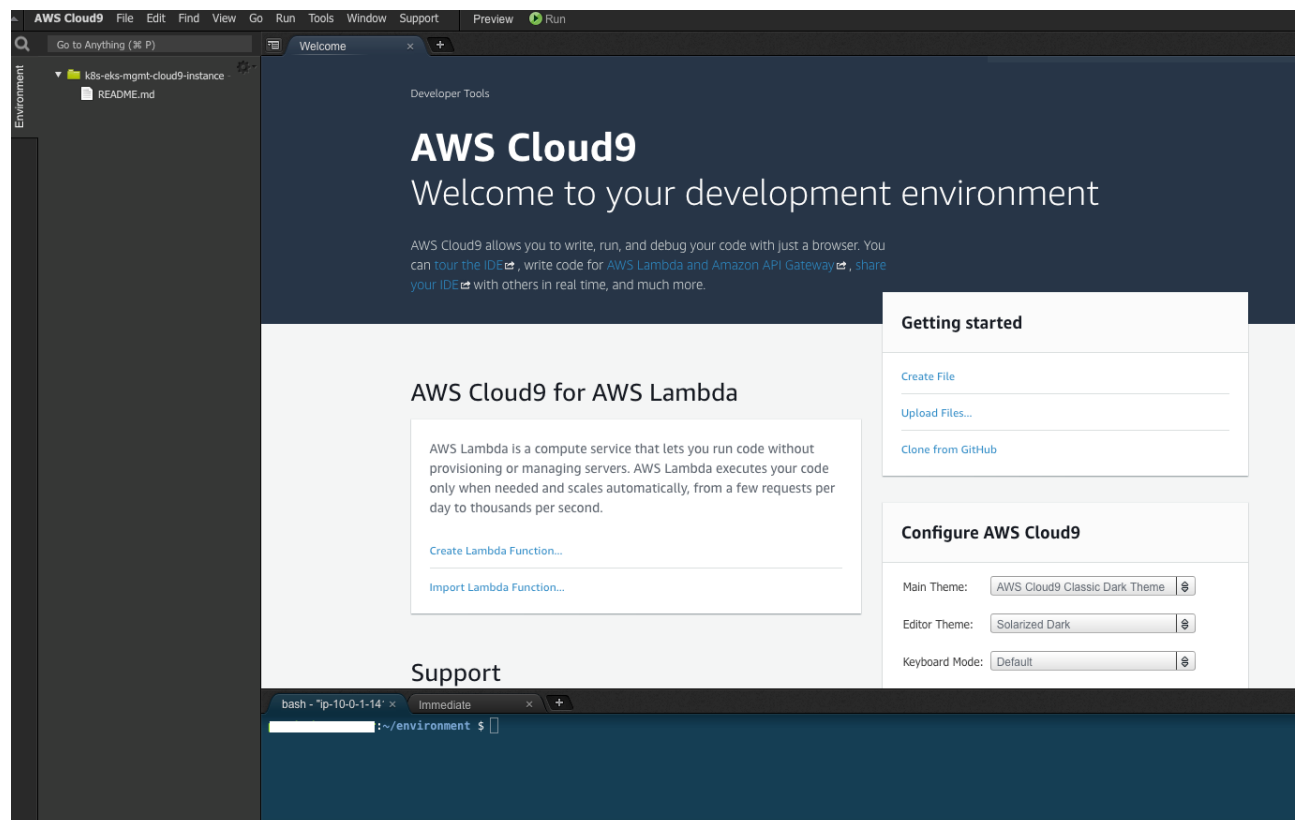 AWS Cloud9 File Edit Find View Go Run Tools Window Support Preview Run
Go to Anything (⌘ P)
Welcome × +
Environment
k8s-eks-mgmt-cloud9-instance
README.md
Developer Tools
AWS Cloud9
Welcome to your development environment
AWS Cloud9 allows you to write, run, and debug your code with just a browser. You
can tour the IDE, write code for AWS Lambda and Amazon API Gateway, share
your IDE with others in real time, and much more.
Getting started
Create File
Upload Files...
Clone from GitHub
AWS Cloud9 for AWS Lambda
AWS Lambda is a compute service that lets you run code without
provisioning or managing servers. AWS Lambda executes your code
only when needed and scales automatically, from a few requests per
day to thousands per second.
Create Lambda Function...
Import Lambda Function...
Configure AWS Cloud9
Main Theme: AWS Cloud9 Classic Dark Theme
Editor Theme: Solarized Dark
Keyboard Mode: Default
Support
bash - "ip-10-0-1-14 × Immediate × +
:~/environment $